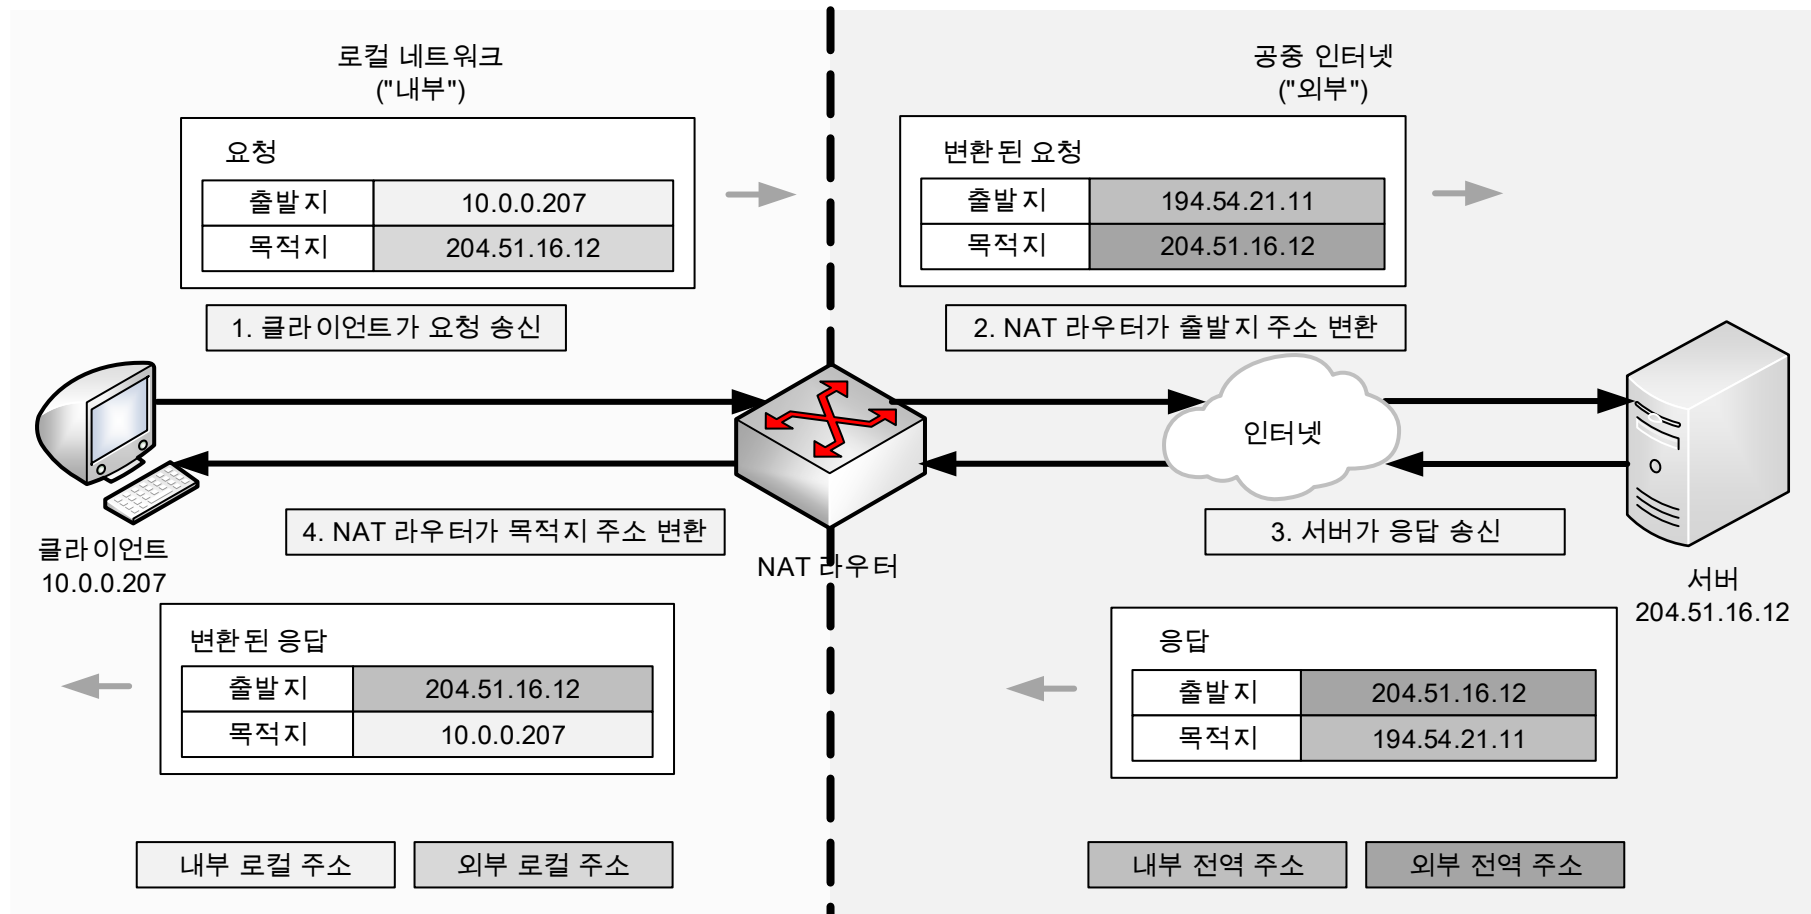 로컬 네트워크
("내부")
공중 인터넷
("외부")
요청
출발지 10.0.0.207
목적지 204.51.16.12
변환된 요청
출발지 194.54.21.11
목적지 204.51.16.12
1. 클라이언트가 요청 송신
2. NAT 라우터가 출발지 주소 변환
인터넷
4. NAT 라우터가 목적지 주소 변환
3. 서버가 응답 송신
클라이언트
10.0.0.207
NAT 라우터
서버
204.51.16.12
변환된 응답
출발지 204.51.16.12
목적지 10.0.0.207
응답
출발지 204.51.16.12
목적지 194.54.21.11
내부 로컬 주소
외부 로컬 주소
내부 전역 주소
외부 전역 주소